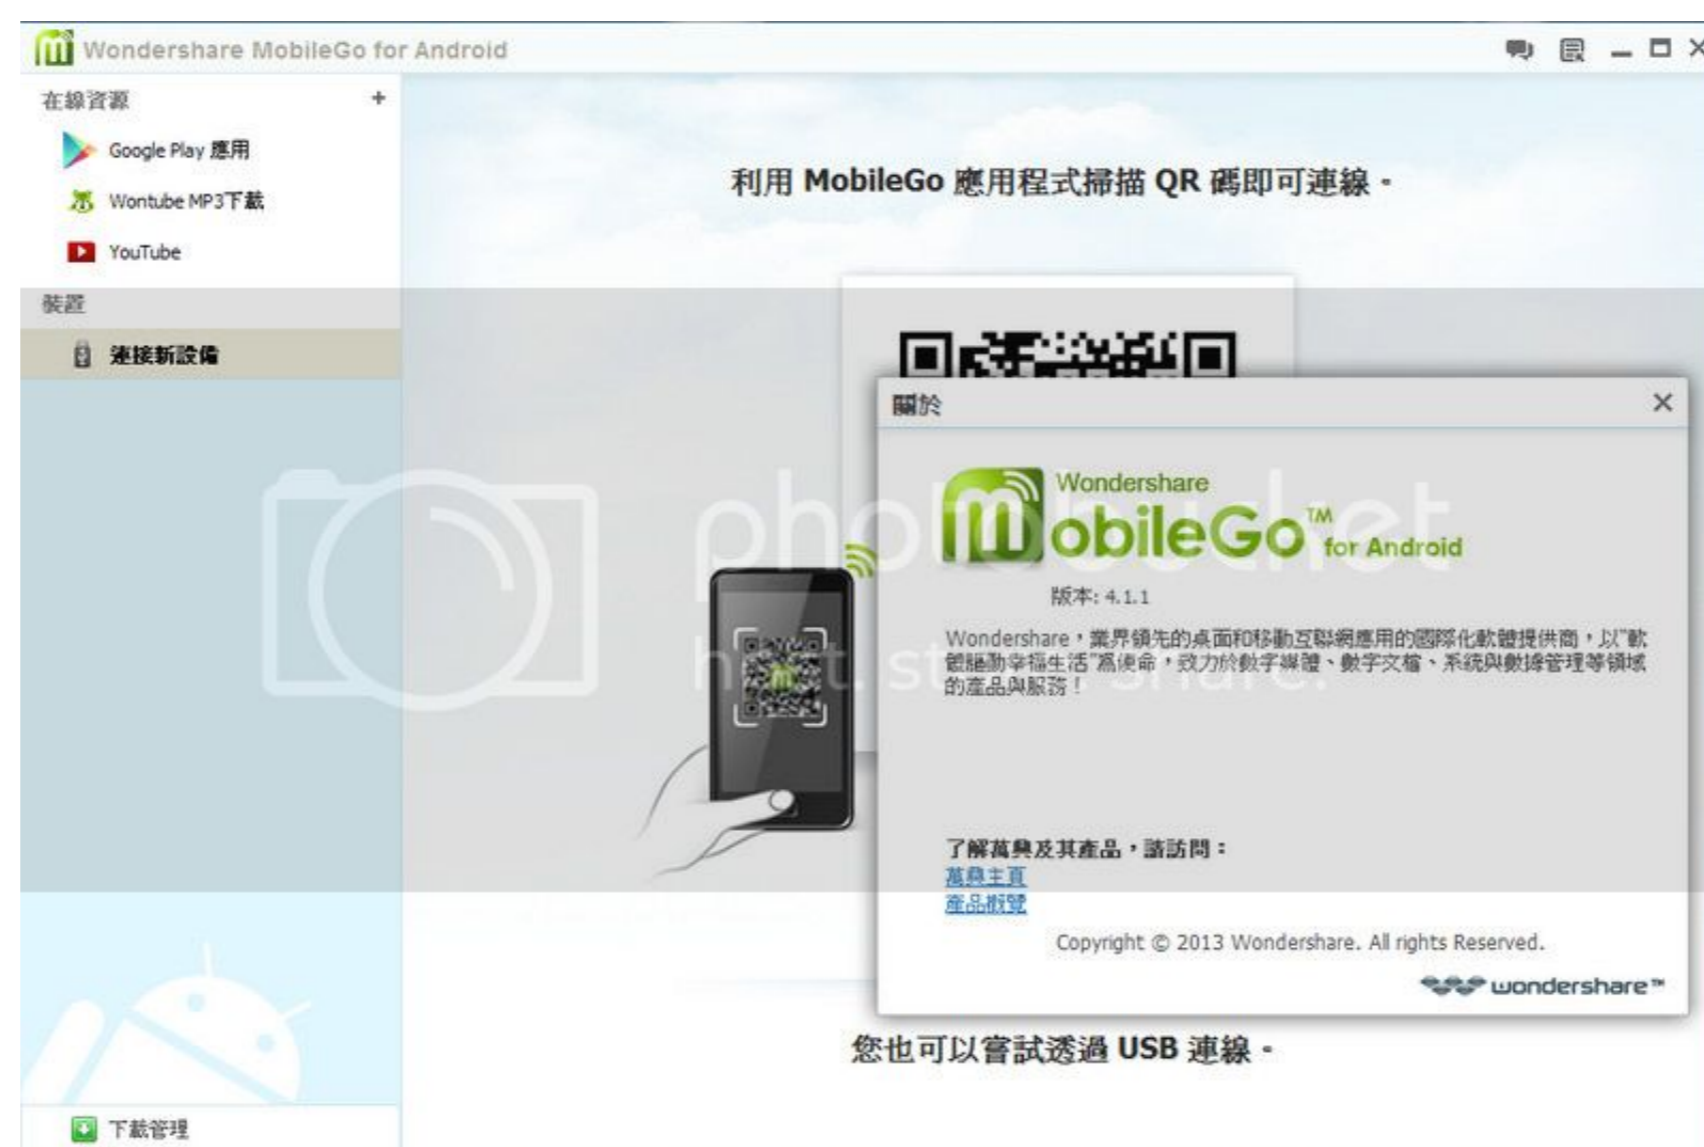 Wondershare MobileGo for Android
在線資源 +
Google Play 應用
Wontube MP3下載
YouTube
裝置
連接新設備
利用 MobileGo 應用程式掃描 QR 碼即可連線。
關於
Wondershare
MobileGo™ for Android
版本: 4.1.1
Wondershare，業界領先的桌面和移動互聯網應用的國際化軟體提供商，以"軟
體驅動幸福生活"為使命，致力於數字媒體、數字文檔、系統與數據管理等領域
的產品與服務！
了解萬興及其產品，請訪問：
萬興主頁
產品概覽
Copyright © 2013 Wondershare. All rights Reserved.
wondershare™
您也可以嘗試透過 USB 連線。
下載管理
photobucket
host. store. share.